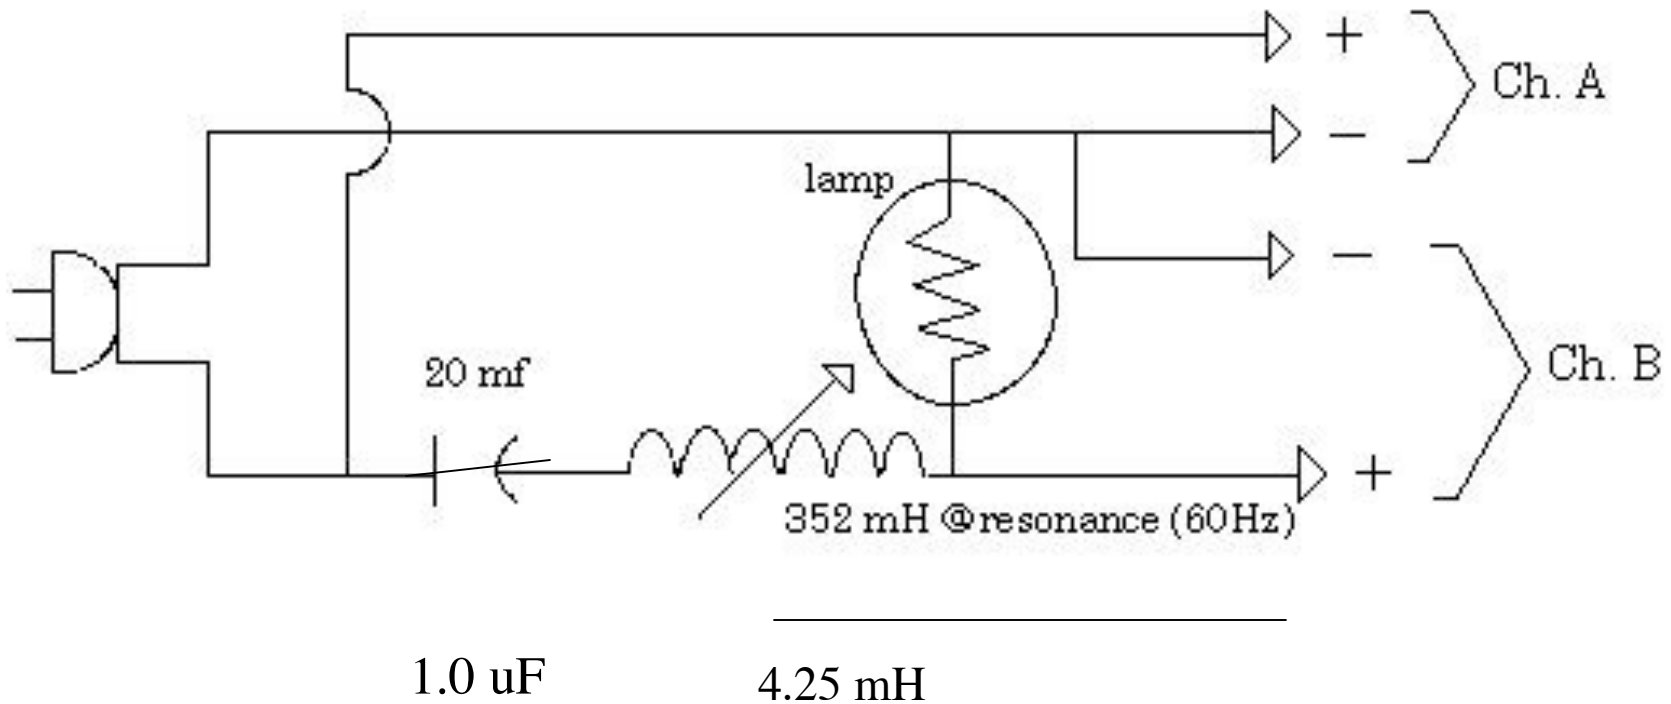 +
Ch. A
−
lamp
−
20 mf
Ch. B
+
352 mH @resonance (60Hz)
1.0 uF
4.25 mH